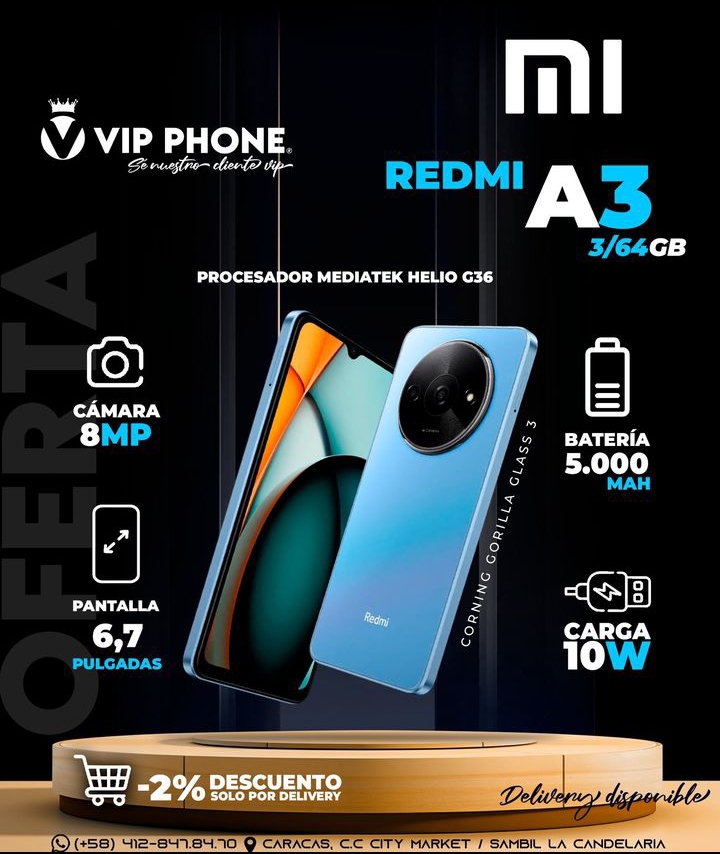 VIP PHONE
Sé nuestro cliente vip
REDMI A3
3/64GB
PROCESADOR MEDIATEK HELIO G36
OFERTA
CÁMARA
8MP
BATERÍA
5.000
MAH
PANTALLA
6,7
PULGADAS
CARGA
10W
CORNING GORILLA GLASS 3
Redmi
-2% DESCUENTO
SOLO POR DELIVERY
Delivery disponible
(+58) 412-847.84.70 CARACAS, C.C CITY MARKET / SAMBIL LA CANDELARIA